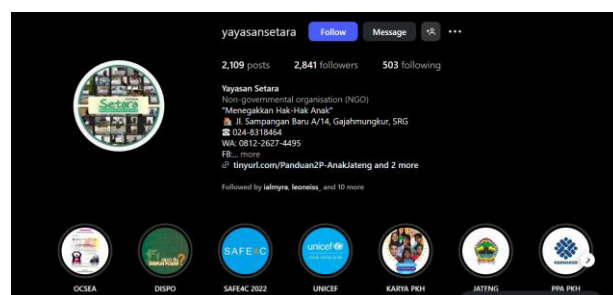 yayasansetara Follow Message
2,109 posts 2,841 followers 503 following
Yayasan Setara
Non-governmental organisation (NGO)
"Menegakkan Hak-Hak Anak"
Jl. Sampangan Baru A/14, Gajahmungkur, SRG
024-8318464
WA: 0812-2627-4495
FB:... more
tinyurl.com/Panduan2P-AnakJateng and 2 more
Followed by ialmyra, leoneiss_ and 10 more
Setara
SAFE4C
unicef
OCSEA DISPO SAFE4C 2022 UNICEF KARYA PKH JATENG PPA PKH